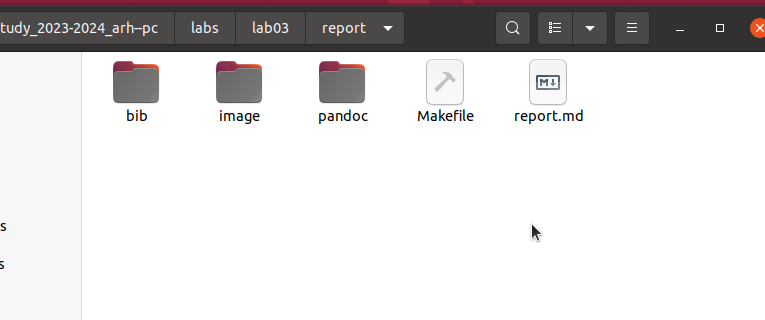 tudy_2023-2024_arh--pc labs lab03 report
bib image pandoc Makefile report.md
s
s